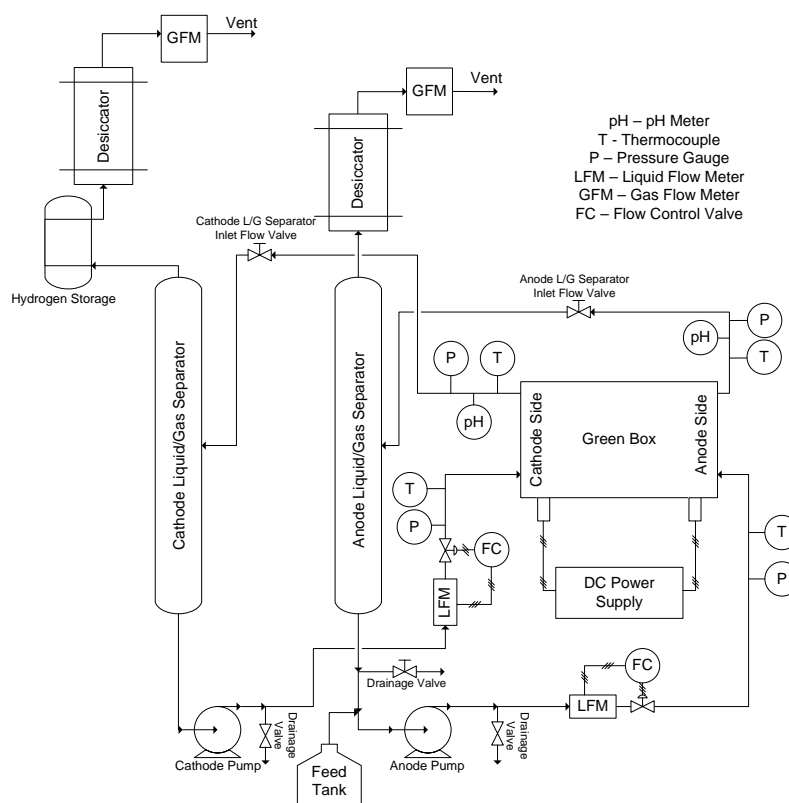 GFM
Vent
Desiccator
GFM
Vent
Desiccator
pH – pH Meter
T - Thermocouple
P – Pressure Gauge
LFM – Liquid Flow Meter
GFM – Gas Flow Meter
FC – Flow Control Valve
Cathode L/G Separator
Inlet Flow Valve
Hydrogen Storage
Anode L/G Separator
Inlet Flow Valve
P
pH
T
P
T
pH
Cathode Side
Green Box
Anode Side
Cathode Liquid/Gas Separator
Anode Liquid/Gas Separator
T
P
FC
LFM
DC Power
Supply
T
P
Drainage Valve
FC
LFM
Drainage
Valve
Cathode Pump
Feed
Tank
Anode Pump
Drainage
Valve